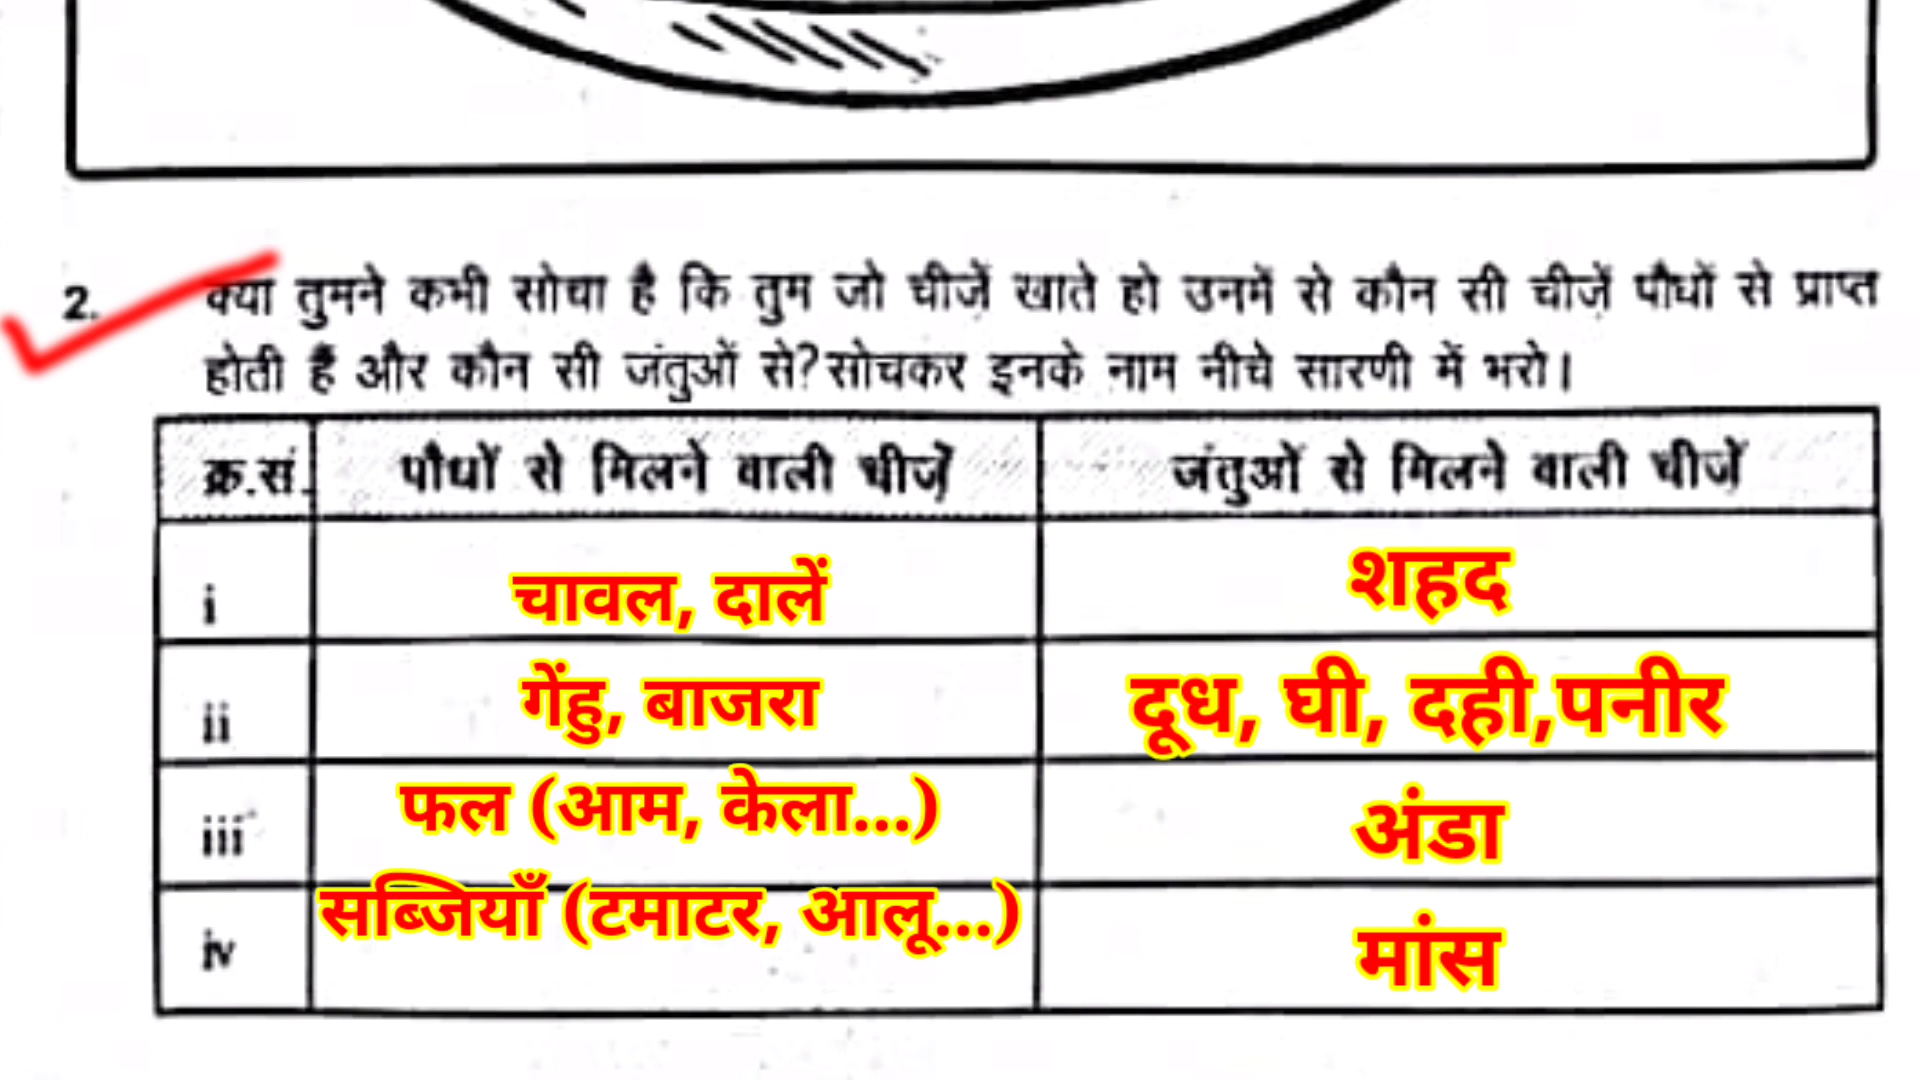 2. क्या तुमने कभी सोचा है कि तुम जो चीजें खाते हो उनमें से कौन सी चीजें पौधों से प्राप्त
होती हैं और कौन सी जंतुओं से? सोचकर इनके नाम नीचे सारणी में भरो।
क्र.सं. पौधों से मिलने वाली चीजें जंतुओं से मिलने वाली चीजें
i चावल, दालें शहद
ii गेंहु, बाजरा दूध, घी, दही,पनीर
iii फल (आम, केला...) अंडा
iv सब्जियाँ (टमाटर, आलू...) मांस